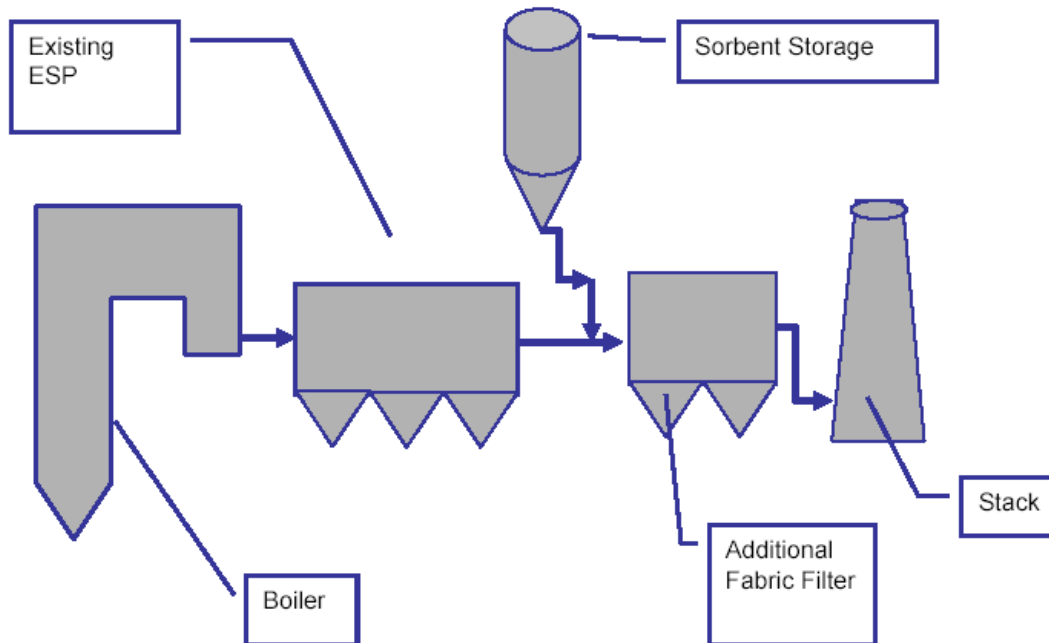 Existing
ESP
Sorbent Storage
Stack
Additional
Fabric Filter
Boiler